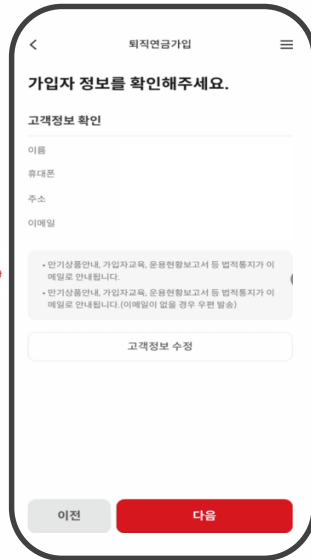 퇴직연금가입
가입자 정보를 확인해주세요.
고객정보 확인
이름
휴대폰
주소
이메일
• 만기상품안내, 가입자교육, 운용현황보고서 등 법적통지가 이
메일로 안내됩니다.
• 만기상품안내, 가입자교육, 운용현황보고서 등 법적통지가 이
메일로 안내됩니다.(이메일이 없을 경우 우편 발송)
고객정보 수정
이전
다음